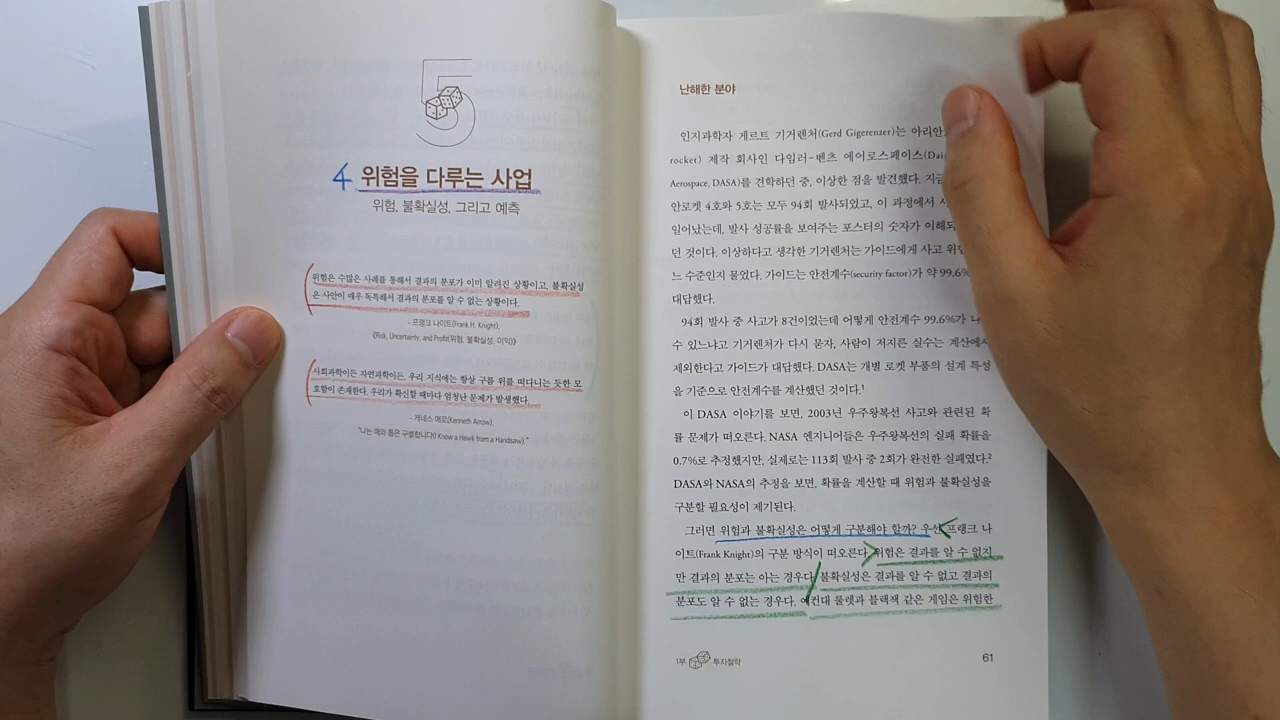 5
4 위험을 다루는 사업
위험, 불확실성, 그리고 예측
위험은 수많은 사례를 통해서 결과의 분포가 이미 알려진 상황이고, 불확실성
은 사안이 매우 독특해서 결과의 분포를 알 수 없는 상황이다.
- 프랭크 나이트(Frank H. Knight),
《Risk, Uncertainty, and Profit(위험, 불확실성, 이익)》
사회과학이든 자연과학이든, 우리 지식에는 항상 구름 위를 떠다니는 듯한 모
호함이 존재한다. 우리가 확신할 때마다 엄청난 문제가 발생했다.
- 케네스 애로(Kenneth Arrow),
"나는 매와 톱은 구별합니다(I Know a Hawk from a Handsaw)."
난해한 분야
인지과학자 게르트 기거렌처(Gerd Gigerenzer)는 아리안
rocket) 제작 회사인 다임러-벤츠 에어로스페이스(Dai
Aerospace, DASA)를 견학하던 중, 이상한 점을 발견했다. 지금
안로켓 4호와 5호는 모두 94회 발사되었고, 이 과정에서 사
일어났는데, 발사 성공률을 보여주는 포스터의 숫자가 이해되
던 것이다. 이상하다고 생각한 기거렌처는 가이드에게 사고 위
느 수준인지 물었다. 가이드는 안전계수(security factor)가 약 99.6%
대답했다.
94회 발사 중 사고가 8건이었는데 어떻게 안전계수 99.6%가 나
수 있느냐고 기거렌처가 다시 묻자, 사람이 저지른 실수는 계산에서
제외한다고 가이드가 대답했다. DASA는 개별 로켓 부품의 설계 특성
을 기준으로 안전계수를 계산했던 것이다.¹
이 DASA 이야기를 보면, 2003년 우주왕복선 사고와 관련된 확
률 문제가 떠오른다. NASA 엔지니어들은 우주왕복선의 실패 확률을
0.7%로 추정했지만, 실제로는 113회 발사 중 2회가 완전한 실패였다.²
DASA와 NASA의 추정을 보면, 확률을 계산할 때 위험과 불확실성을
구분할 필요성이 제기된다.
그러면 위험과 불확실성은 어떻게 구분해야 할까? 우선 프랭크 나
이트(Frank Knight)의 구분 방식이 떠오른다. 위험은 결과를 알 수 없지
만 결과의 분포는 아는 경우다. 불확실성은 결과를 알 수 없고 결과의
분포도 알 수 없는 경우다. 예컨대 룰렛과 블랙잭 같은 게임은 위험한
1부 투자철학
61